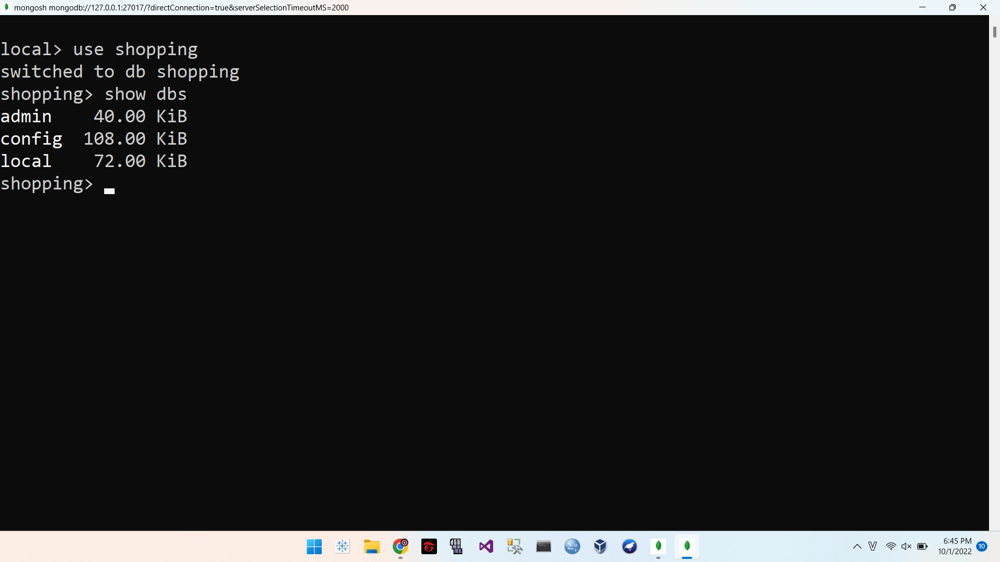 mongosh mongodb://127.0.0.1:27017/?directConnection=true&serverSelectionTimeoutMS=2000
local> use shopping
switched to db shopping
shopping> show dbs
admin    40.00 KiB
config  108.00 KiB
local    72.00 KiB
shopping>
6:45 PM
10/1/2022
10